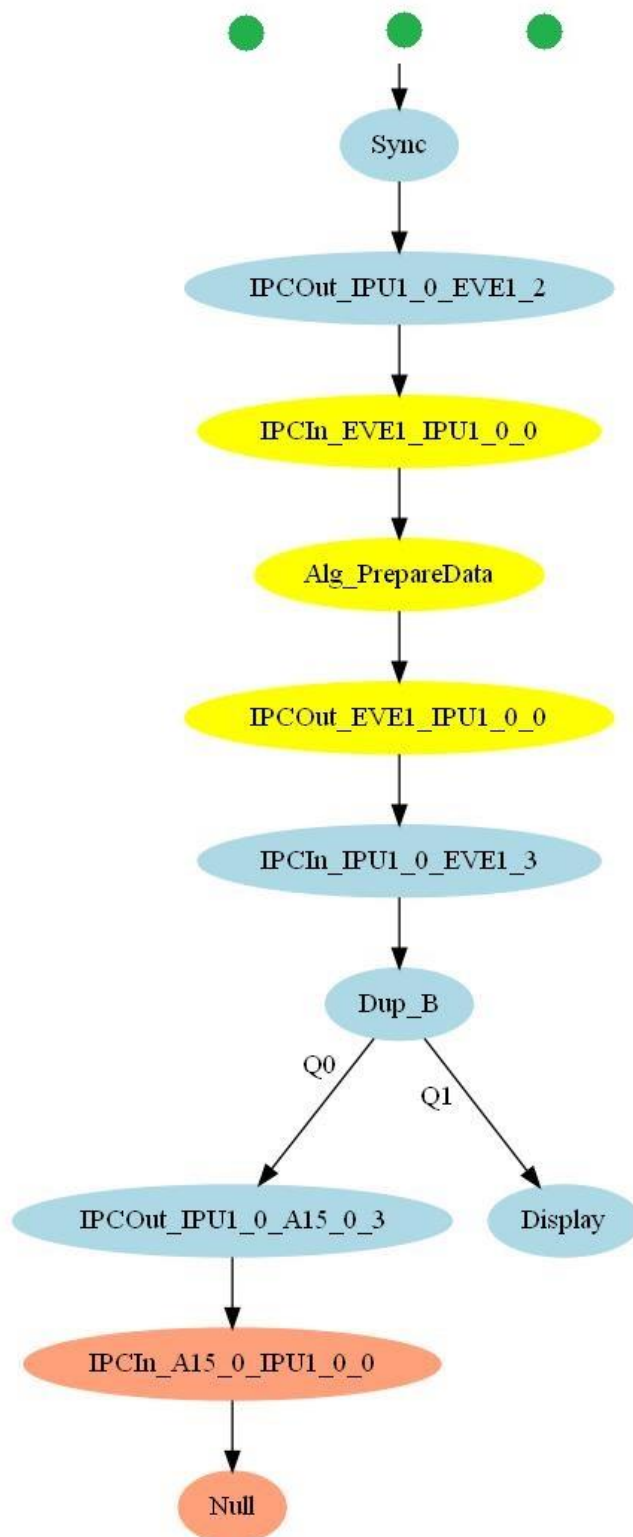 Sync
IPCOut_IPU1_0_EVE1_2
IPCIn_EVE1_IPU1_0_0
Alg_PrepareData
IPCOut_EVE1_IPU1_0_0
IPCIn_IPU1_0_EVE1_3
Dup_B
Q0
Q1
IPCOut_IPU1_0_A15_0_3
Display
IPCIn_A15_0_IPU1_0_0
Null